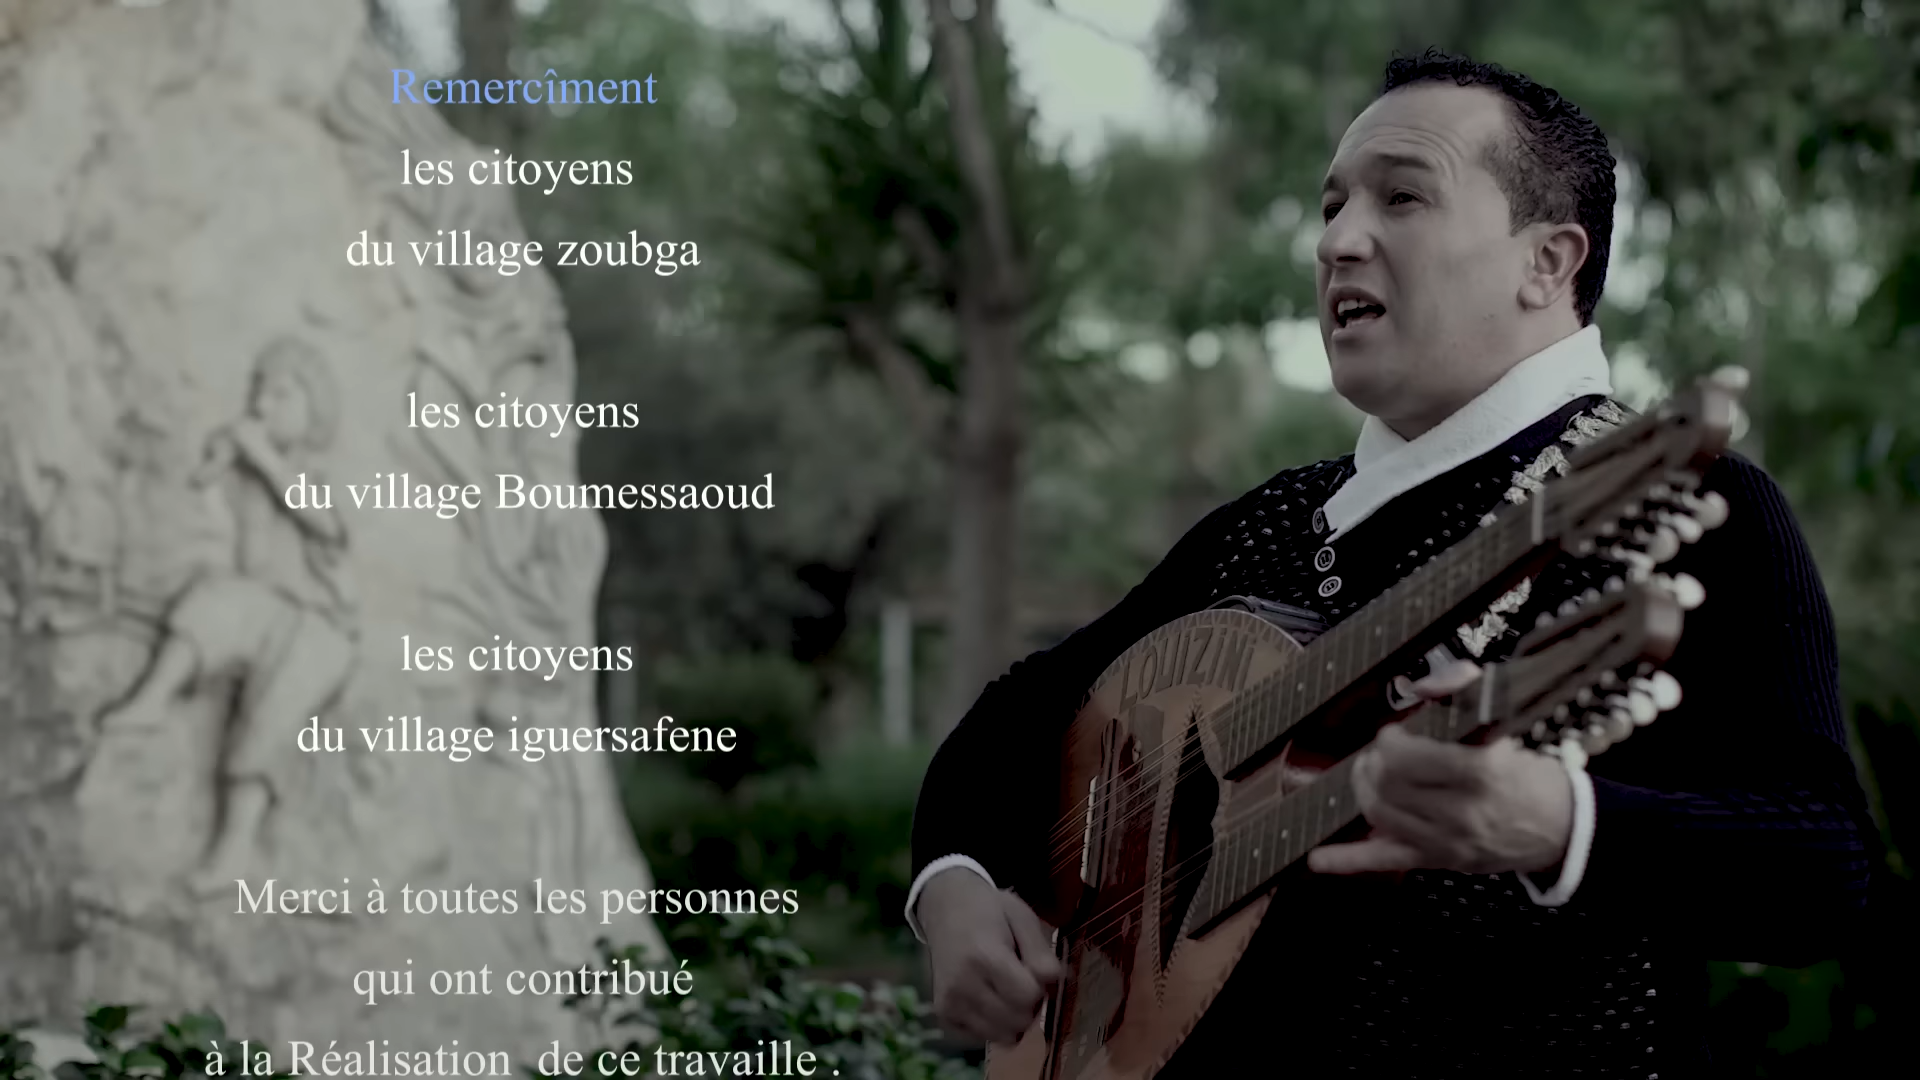 Remercîment
les citoyens
du village zoubga
les citoyens
du village Boumessaoud
les citoyens
du village iguersafene
Merci à toutes les personnes
qui ont contribué
à la Réalisation de ce travaille .
LOUIZINI